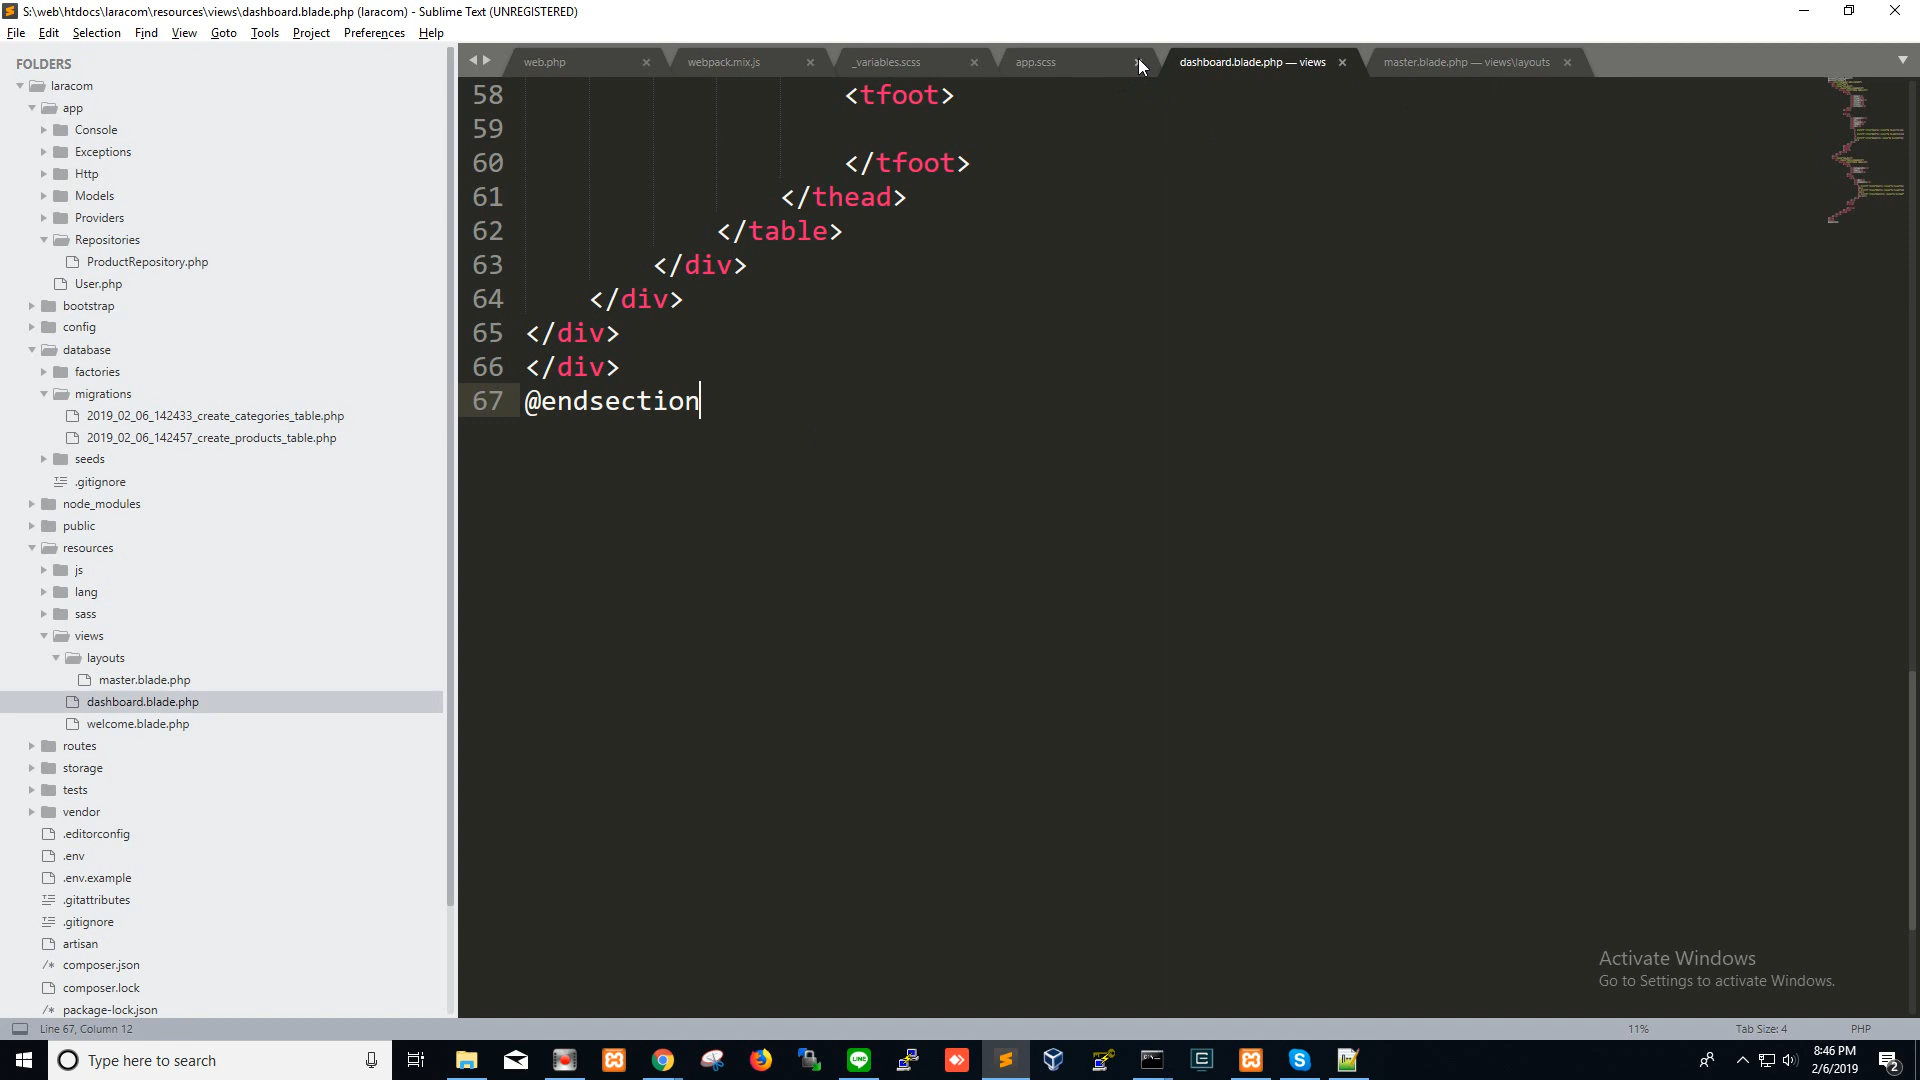 S:\web\htdocs\laracom\resources\views\dashboard.blade.php (laracom) - Sublime Text (UNREGISTERED)
File Edit Selection Find View Goto Tools Project Preferences Help
FOLDERS
laracom
app
Console
Exceptions
Http
Models
Providers
Repositories
ProductRepository.php
User.php
bootstrap
config
database
factories
migrations
2019_02_06_142433_create_categories_table.php
2019_02_06_142457_create_products_table.php
seeds
.gitignore
node_modules
public
resources
js
lang
sass
views
layouts
master.blade.php
dashboard.blade.php
welcome.blade.php
routes
storage
tests
vendor
.editorconfig
.env
.env.example
.gitattributes
.gitignore
artisan
composer.json
composer.lock
package-lock.json
web.php webpack.mix.js _variables.scss app.scss dashboard.blade.php — views master.blade.php — views\layouts
58 <tfoot>
59
60 </tfoot>
61 </thead>
62 </table>
63 </div>
64 </div>
65 </div>
66 </div>
67 @endsection
Activate Windows
Go to Settings to activate Windows.
Line 67, Column 12 11% Tab Size: 4 PHP
Type here to search
8:46 PM
2/6/2019
2